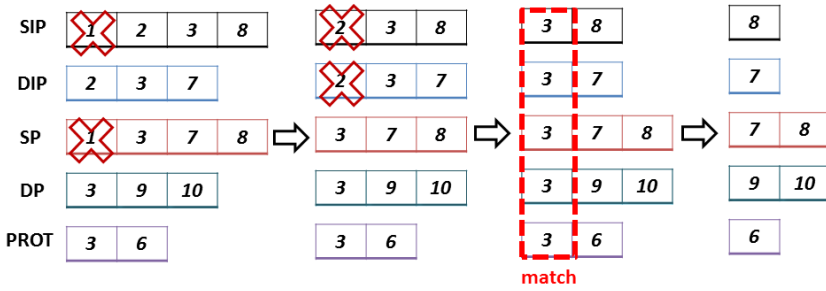 SIP 1 2 3 8 2 3 8 3 8 8
DIP 2 3 7 2 3 7 3 7 7
SP 1 3 7 8 3 7 8 3 7 8 7 8
DP 3 9 10 3 9 10 3 9 10 9 10
PROT 3 6 3 6 3 6 6
match